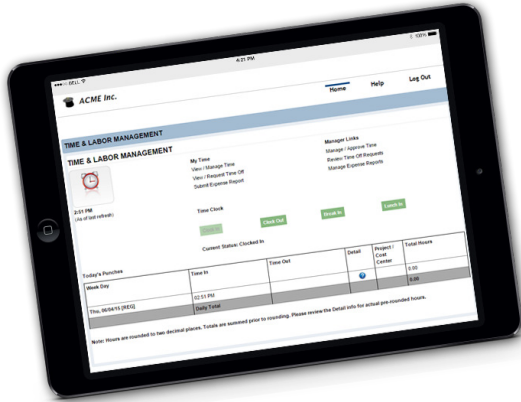 BELL
4:21 PM
100%
ACME Inc.
Home Help Log Out
TIME & LABOR MANAGEMENT
TIME & LABOR MANAGEMENT
2:51 PM
(As of last refresh)
My Time
View / Manage Time
View / Request Time Off
Submit Expense Report
Manager Links
Manage / Approve Time
Review Time Off Requests
Manage Expense Reports
Time Clock
Clock In Clock Out Break In Lunch In
Current Status: Clocked In
Today's Punches
Week Day Time In Time Out Detail Project / Cost Center Total Hours
Thu, 06/04/15 [REG] 02:51 PM 0.00
Daily Total 0.00
Note: Hours are rounded to two decimal places. Totals are summed prior to rounding. Please review the Detail info for actual pre-rounded hours.